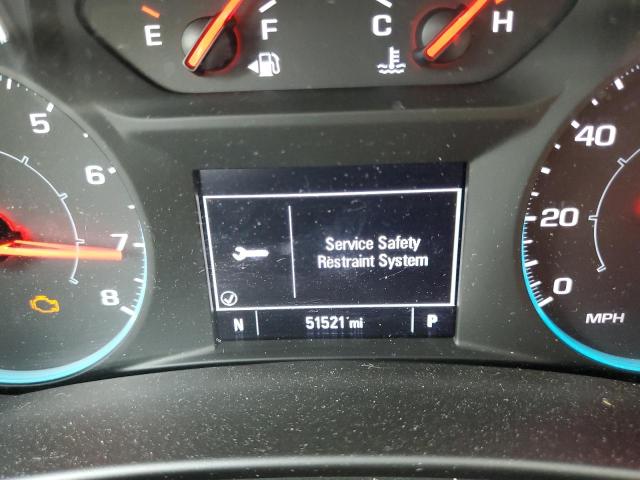 E F C H
5
6
7
8
40
20
0
MPH
Service Safety
Restraint System
N 51521 mi P